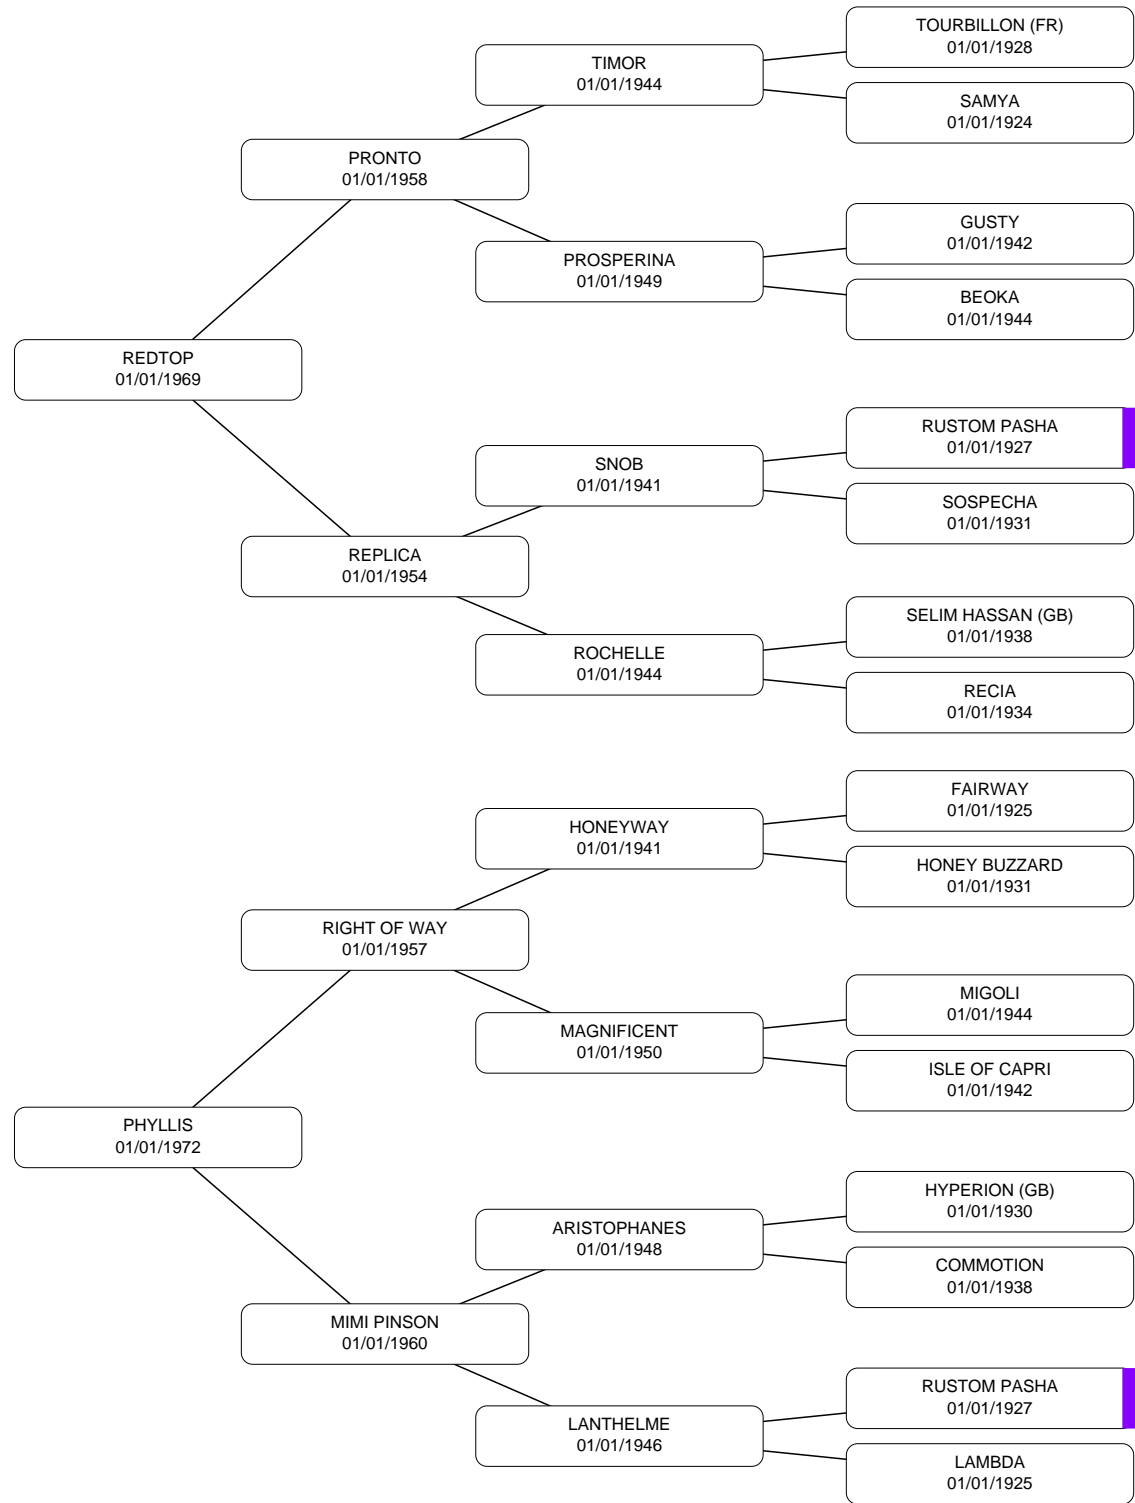 TOURBILLON (FR)
01/01/1928
TIMOR
01/01/1944
SAMYA
01/01/1924
PRONTO
01/01/1958
GUSTY
01/01/1942
PROSPERINA
01/01/1949
BEOKA
01/01/1944
REDTOP
01/01/1969
RUSTOM PASHA
01/01/1927
SNOB
01/01/1941
SOSPECHA
01/01/1931
REPLICA
01/01/1954
SELIM HASSAN (GB)
01/01/1938
ROCHELLE
01/01/1944
RECIA
01/01/1934
FAIRWAY
01/01/1925
HONEYWAY
01/01/1941
HONEY BUZZARD
01/01/1931
RIGHT OF WAY
01/01/1957
MIGOLI
01/01/1944
MAGNIFICENT
01/01/1950
ISLE OF CAPRI
01/01/1942
PHYLLIS
01/01/1972
HYPERION (GB)
01/01/1930
ARISTOPHANES
01/01/1948
COMMOTION
01/01/1938
MIMI PINSON
01/01/1960
RUSTOM PASHA
01/01/1927
LANTHELME
01/01/1946
LAMBDA
01/01/1925